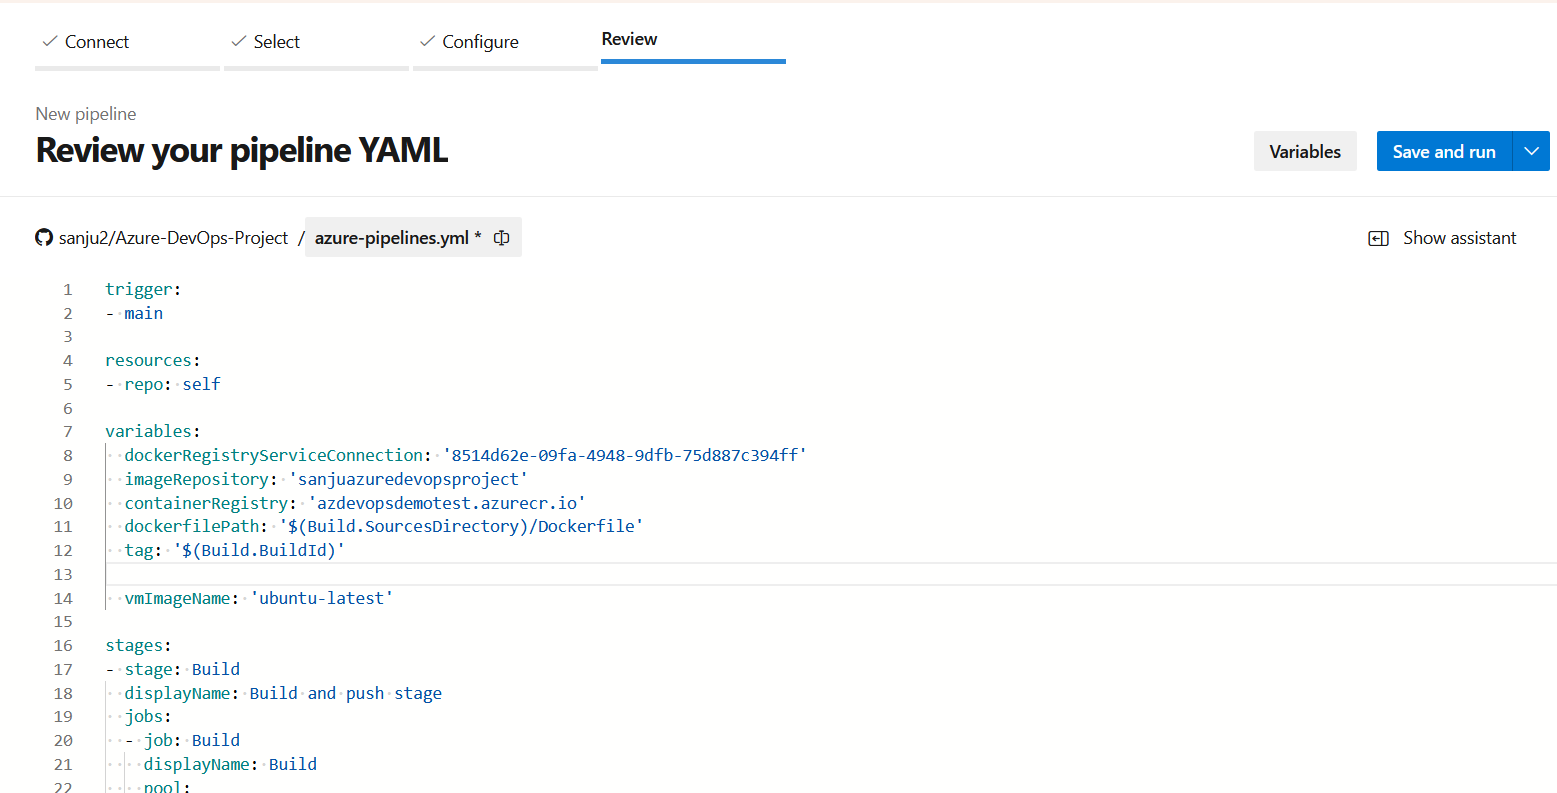 Connect Select Configure Review
New pipeline
Review your pipeline YAML
Variables Save and run
sanju2/Azure-DevOps-Project / azure-pipelines.yml *
Show assistant
1 trigger:
2 - main
3
4 resources:
5 - repo: self
6
7 variables:
8 dockerRegistryServiceConnection: '8514d62e-09fa-4948-9dfb-75d887c394ff'
9 imageRepository: 'sanjuazuredevopsproject'
10 containerRegistry: 'azdevopsdemotest.azurecr.io'
11 dockerfilePath: '$(Build.SourcesDirectory)/Dockerfile'
12 tag: '$(Build.BuildId)'
13
14 vmImageName: 'ubuntu-latest'
15
16 stages:
17 - stage: Build
18 displayName: Build and push stage
19 jobs:
20 - job: Build
21 displayName: Build
22 pool: